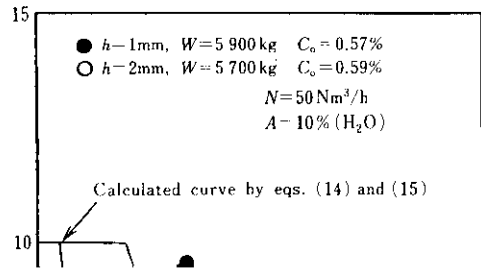 15
● h—1mm, W=5 900 kg C₀=0.57%
○ h—2mm, W=5 700 kg C₀=0.59%
N=50 Nm³/h
A—10% (H₂O)
Calculated curve by eqs. (14) and (15)
10